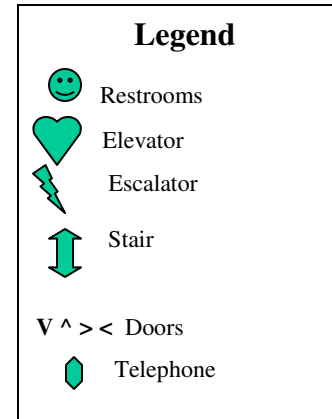 Legend
Restrooms
Elevator
Escalator
Stair
V ^ > < Doors
Telephone